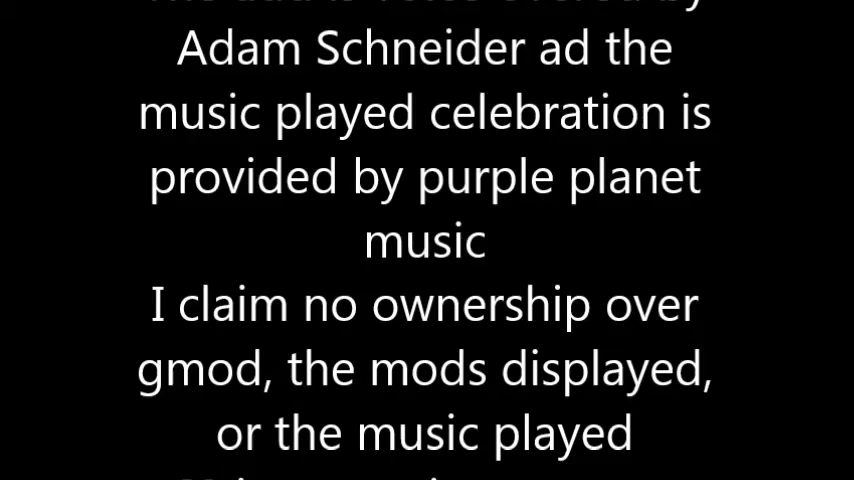 Adam Schneider ad the
music played celebration is
provided by purple planet
music
I claim no ownership over
gmod, the mods displayed,
or the music played